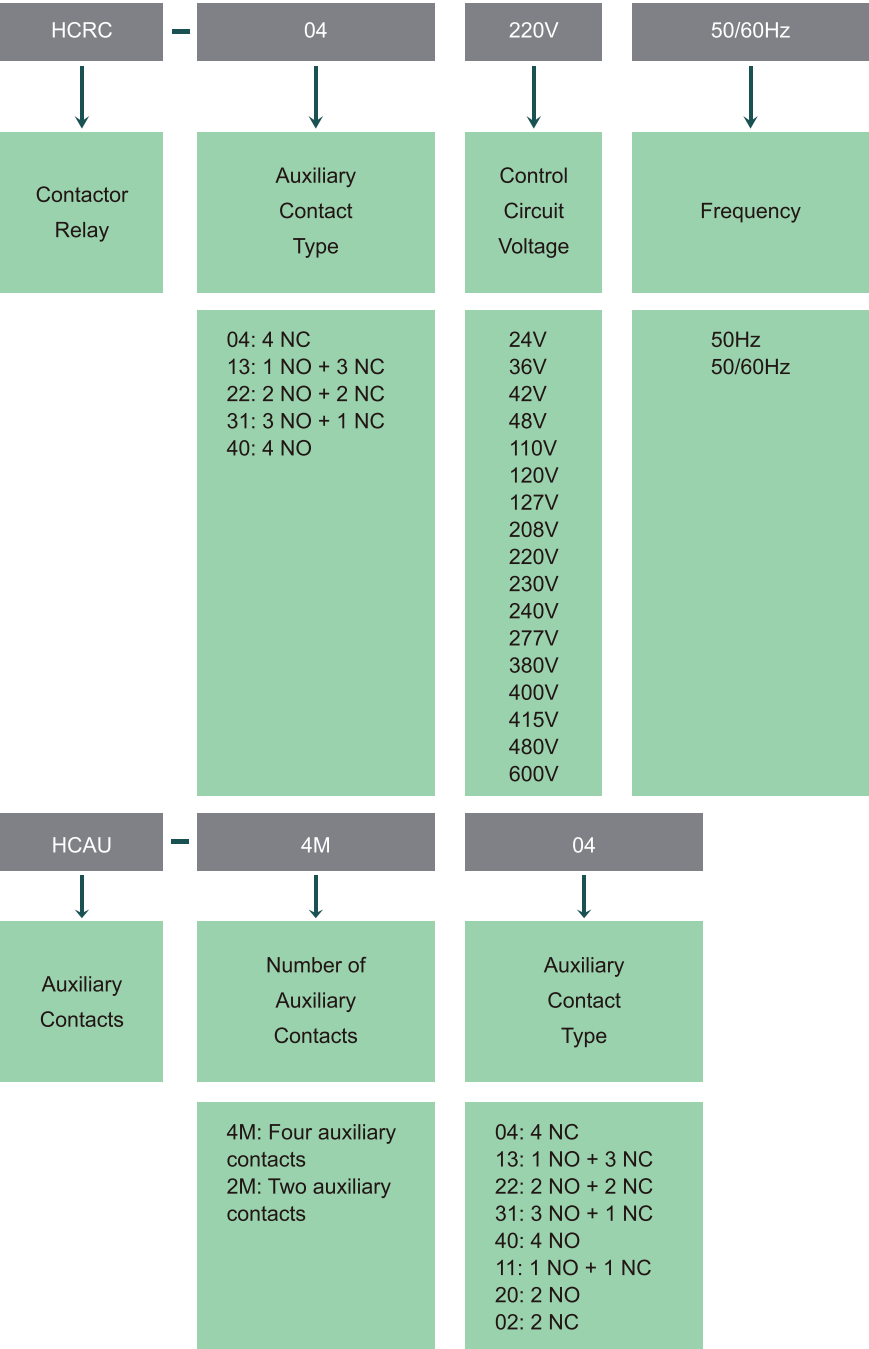 HCRC - 04 220V 50/60Hz
Contactor
Relay
Auxiliary
Contact
Type
Control
Circuit
Voltage
Frequency
04: 4 NC
13: 1 NO + 3 NC
22: 2 NO + 2 NC
31: 3 NO + 1 NC
40: 4 NO
24V
36V
42V
48V
110V
120V
127V
208V
220V
230V
240V
277V
380V
400V
415V
480V
600V
50Hz
50/60Hz
HCAU - 4M 04
Auxiliary
Contacts
Number of
Auxiliary
Contacts
Auxiliary
Contact
Type
4M: Four auxiliary
contacts
2M: Two auxiliary
contacts
04: 4 NC
13: 1 NO + 3 NC
22: 2 NO + 2 NC
31: 3 NO + 1 NC
40: 4 NO
11: 1 NO + 1 NC
20: 2 NO
02: 2 NC